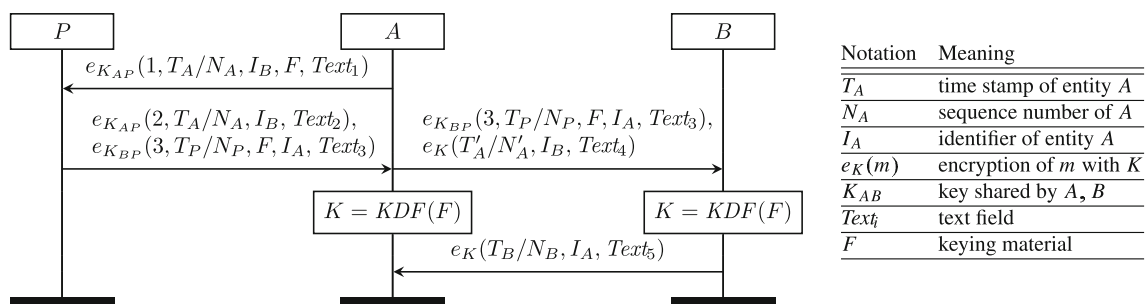 P
A
B
e_{K_{AP}}(1, T_A/N_A, I_B, F, Text_1)
e_{K_{AP}}(2, T_A/N_A, I_B, Text_2),
e_{K_{BP}}(3, T_P/N_P, F, I_A, Text_3)
e_{K_{BP}}(3, T_P/N_P, F, I_A, Text_3),
e_K(T'_A/N'_A, I_B, Text_4)
K = KDF(F)
K = KDF(F)
e_K(T_B/N_B, I_A, Text_5)
Notation Meaning
T_A time stamp of entity A
N_A sequence number of A
I_A identifier of entity A
e_K(m) encryption of m with K
K_{AB} key shared by A, B
Text_i text field
F keying material